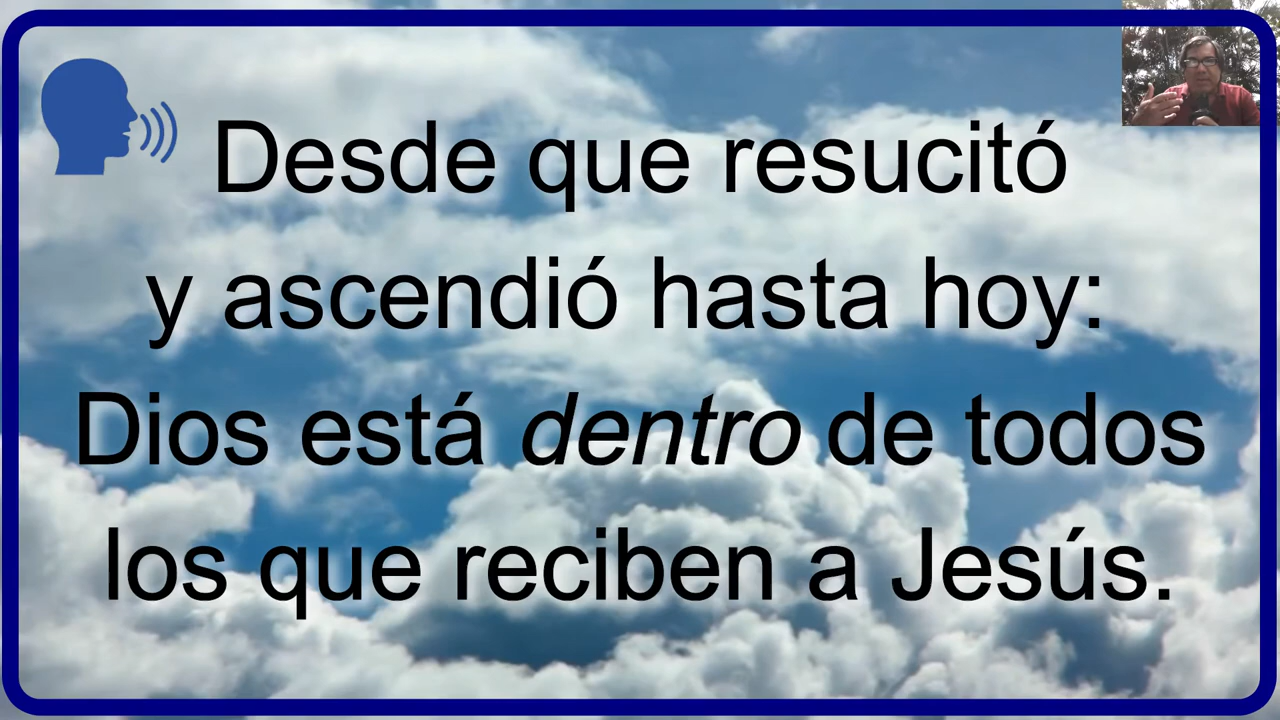 Desde que resucitó
y ascendió hasta hoy:
Dios está dentro de todos
los que reciben a Jesús.